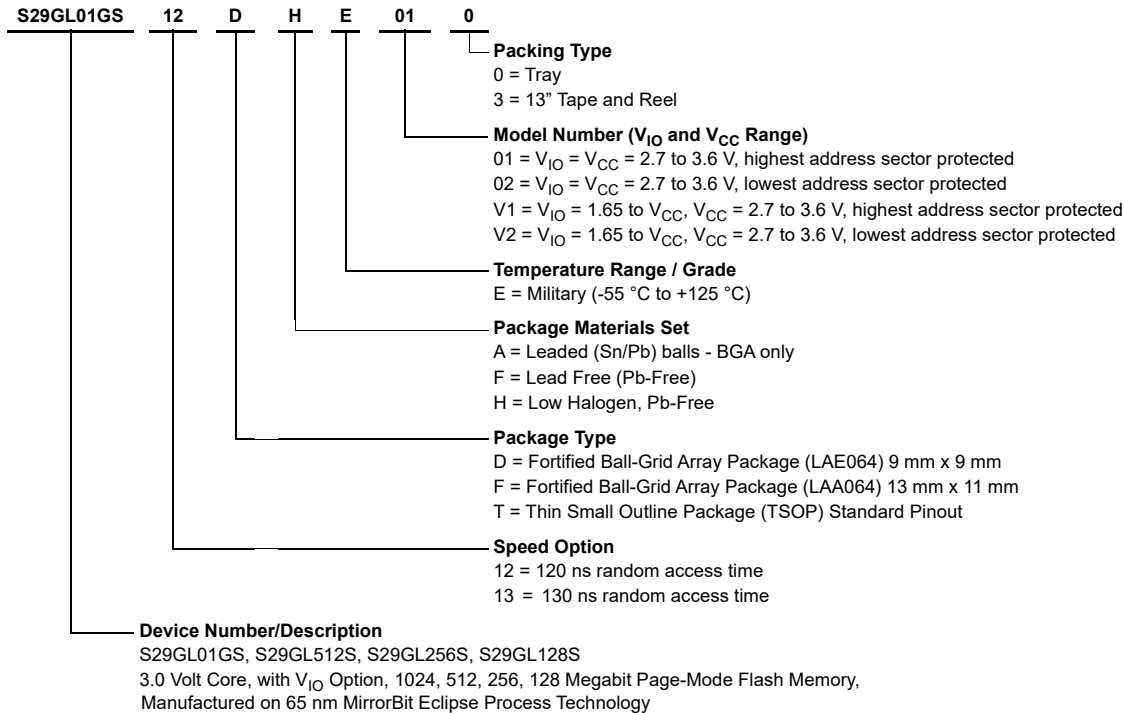 S29GL01GS 12 D H E 01 0
Packing Type
0 = Tray
3 = 13” Tape and Reel
Model Number (VIO and VCC Range)
01 = VIO = VCC = 2.7 to 3.6 V, highest address sector protected
02 = VIO = VCC = 2.7 to 3.6 V, lowest address sector protected
V1 = VIO = 1.65 to VCC, VCC = 2.7 to 3.6 V, highest address sector protected
V2 = VIO = 1.65 to VCC, VCC = 2.7 to 3.6 V, lowest address sector protected
Temperature Range / Grade
E = Military (-55 °C to +125 °C)
Package Materials Set
A = Leaded (Sn/Pb) balls - BGA only
F = Lead Free (Pb-Free)
H = Low Halogen, Pb-Free
Package Type
D = Fortified Ball-Grid Array Package (LAE064) 9 mm x 9 mm
F = Fortified Ball-Grid Array Package (LAA064) 13 mm x 11 mm
T = Thin Small Outline Package (TSOP) Standard Pinout
Speed Option
12 = 120 ns random access time
13 = 130 ns random access time
Device Number/Description
S29GL01GS, S29GL512S, S29GL256S, S29GL128S
3.0 Volt Core, with VIO Option, 1024, 512, 256, 128 Megabit Page-Mode Flash Memory,
Manufactured on 65 nm MirrorBit Eclipse Process Technology